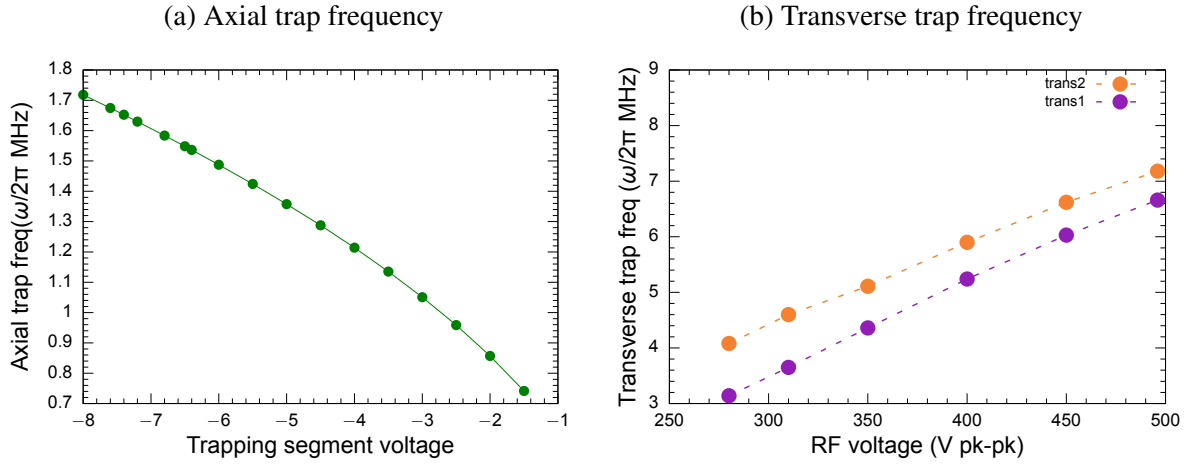 (a) Axial trap frequency
Axial trap freq(ω/2π MHz)
1.8
1.7
1.6
1.5
1.4
1.3
1.2
1.1
1
0.9
0.8
0.7
−8 −7 −6 −5 −4 −3 −2 −1
Trapping segment voltage
(b) Transverse trap frequency
Transverse trap freq (ω/2π MHz)
9
8
7
6
5
4
3
trans2
trans1
250 300 350 400 450 500
RF voltage (V pk-pk)